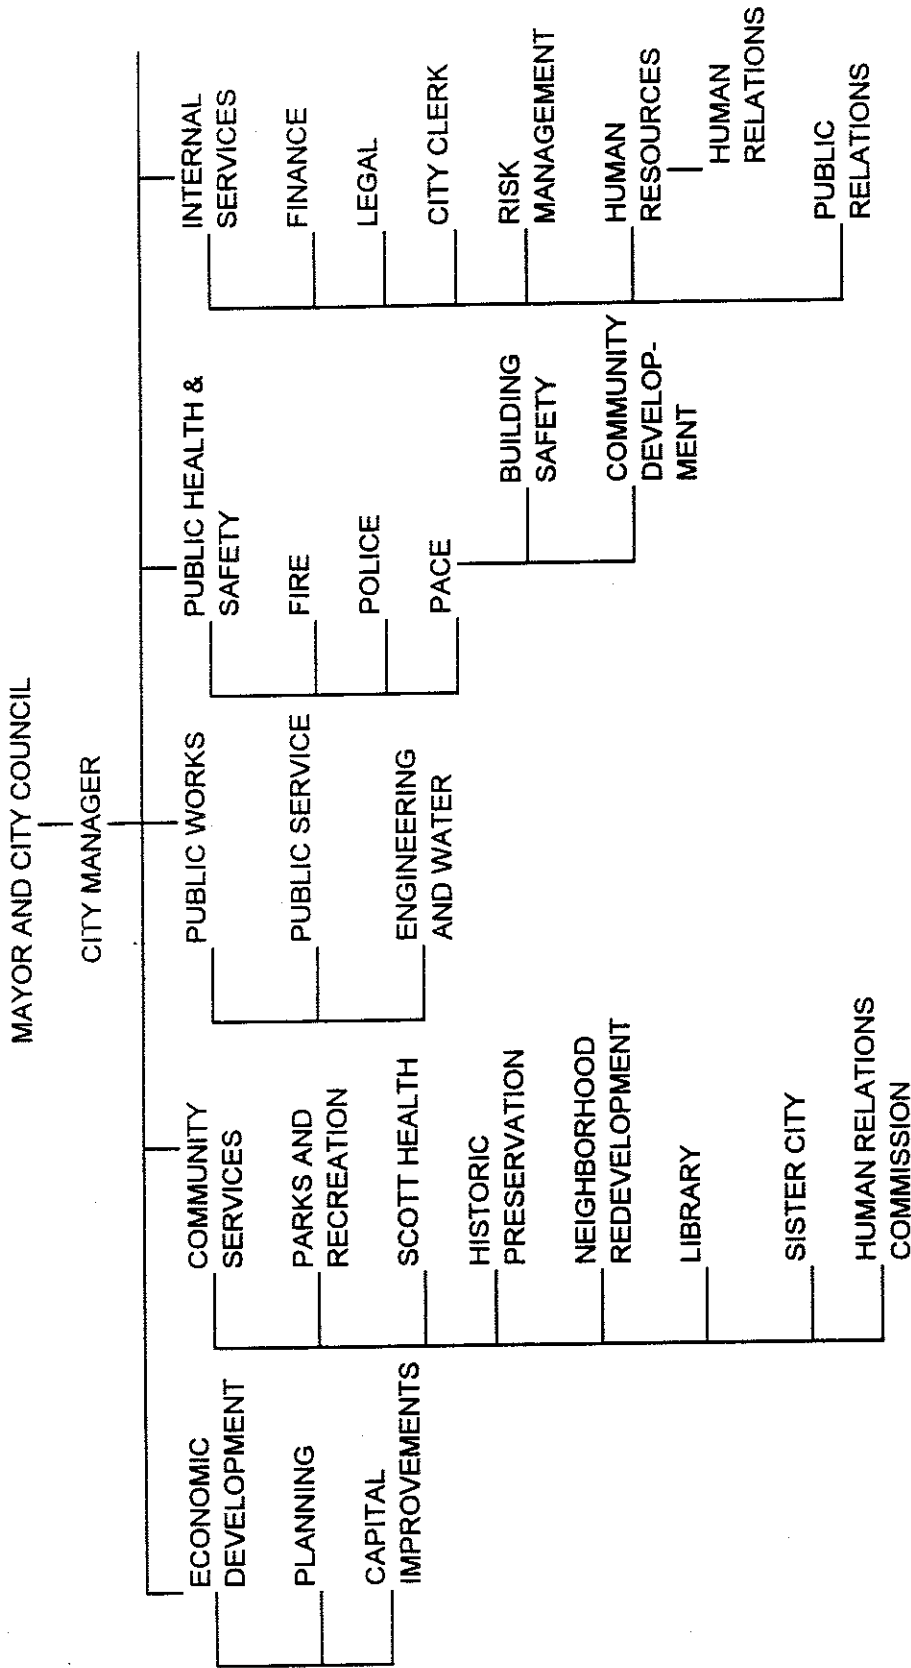 MAYOR AND CITY COUNCIL
CITY MANAGER
ECONOMIC
DEVELOPMENT
PLANNING
CAPITAL
IMPROVEMENTS
COMMUNITY
SERVICES
PARKS AND
RECREATION
SCOTT HEALTH
HISTORIC
PRESERVATION
NEIGHBORHOOD
REDEVELOPMENT
LIBRARY
SISTER CITY
HUMAN RELATIONS
COMMISSION
PUBLIC WORKS
PUBLIC SERVICE
ENGINEERING
AND WATER
PUBLIC HEALTH &
SAFETY
FIRE
POLICE
PACE
BUILDING
SAFETY
COMMUNITY
DEVELOP-
MENT
INTERNAL
SERVICES
FINANCE
LEGAL
CITY CLERK
RISK
MANAGEMENT
HUMAN
RESOURCES
HUMAN
RELATIONS
PUBLIC
RELATIONS